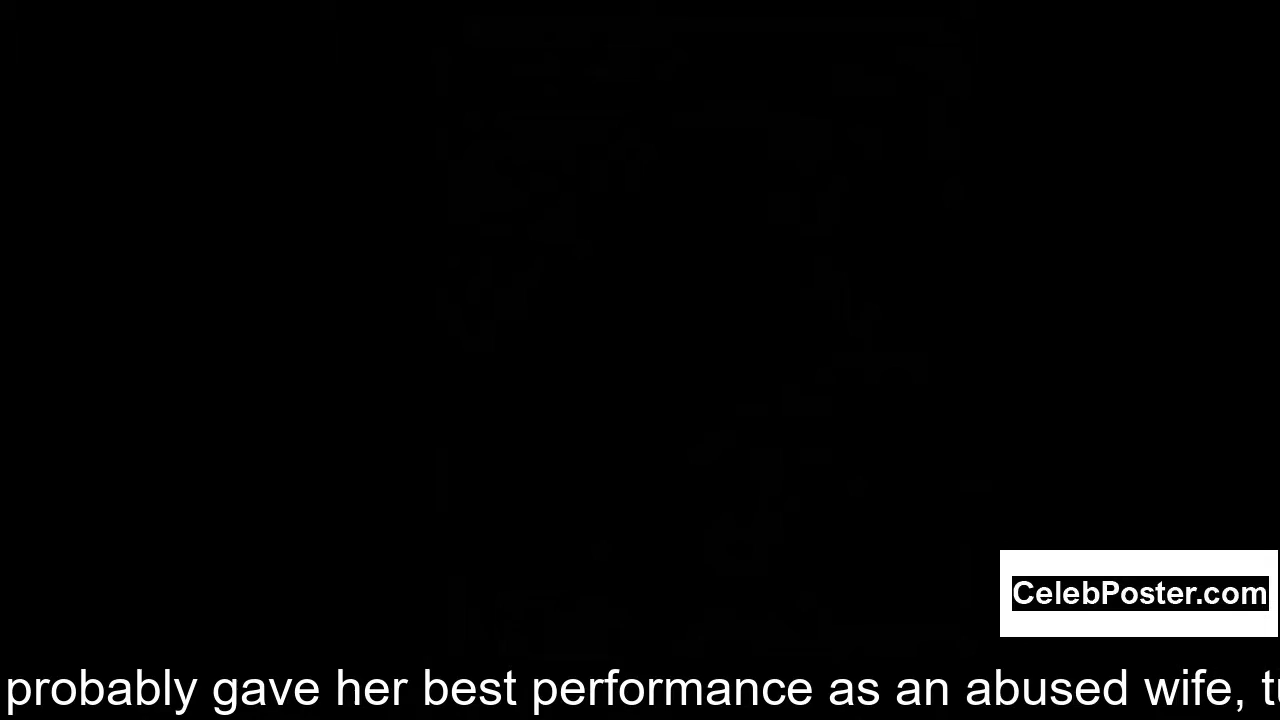 CelebPoster.com
probably gave her best performance as an abused wife,